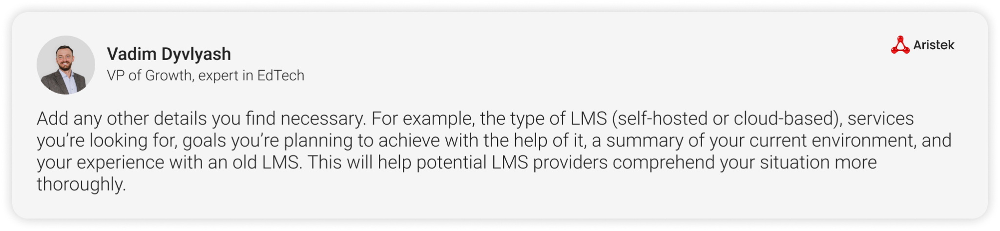 Vadim Dyvlyash
VP of Growth, expert in EdTech
Aristek
Add any other details you find necessary. For example, the type of LMS (self-hosted or cloud-based), services
you’re looking for, goals you’re planning to achieve with the help of it, a summary of your current environment, and
your experience with an old LMS. This will help potential LMS providers comprehend your situation more
thoroughly.